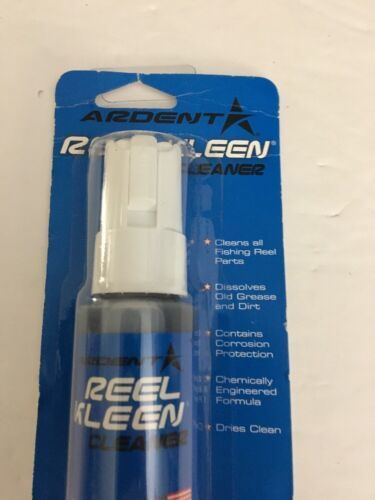 ARDENT
REEL KLEEN®
CLEANER
Cleans all
Fishing Reel
Parts
Dissolves
Old Grease
and Dirt
Contains
Corrosion
Protection
Chemically
Engineered
Formula
Dries Clean
ARDENT
REEL
KLEEN
CLEANER